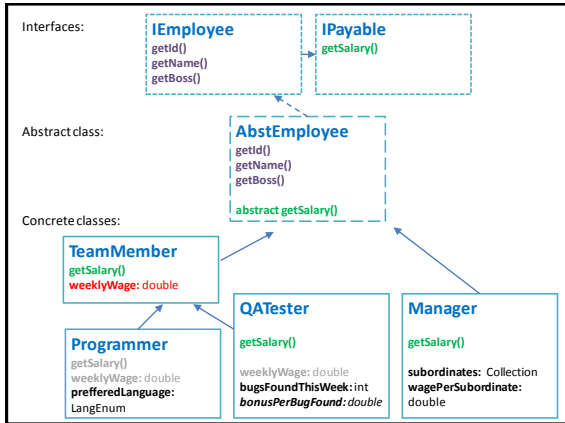 Interfaces:
IEmployee
getId()
getName()
getBoss()
IPayable
getSalary()
Abstract class:
AbstEmployee
getId()
getName()
getBoss()
abstract getSalary()
Concrete classes:
TeamMember
getSalary()
weeklyWage: double
Programmer
getSalary()
weeklyWage: double
prefferedLanguage:
LangEnum
QATester
getSalary()
weeklyWage: double
bugsFoundThisWeek: int
bonusPerBugFound: double
Manager
getSalary()
subordinates: Collection
wagePerSubordinate:
double